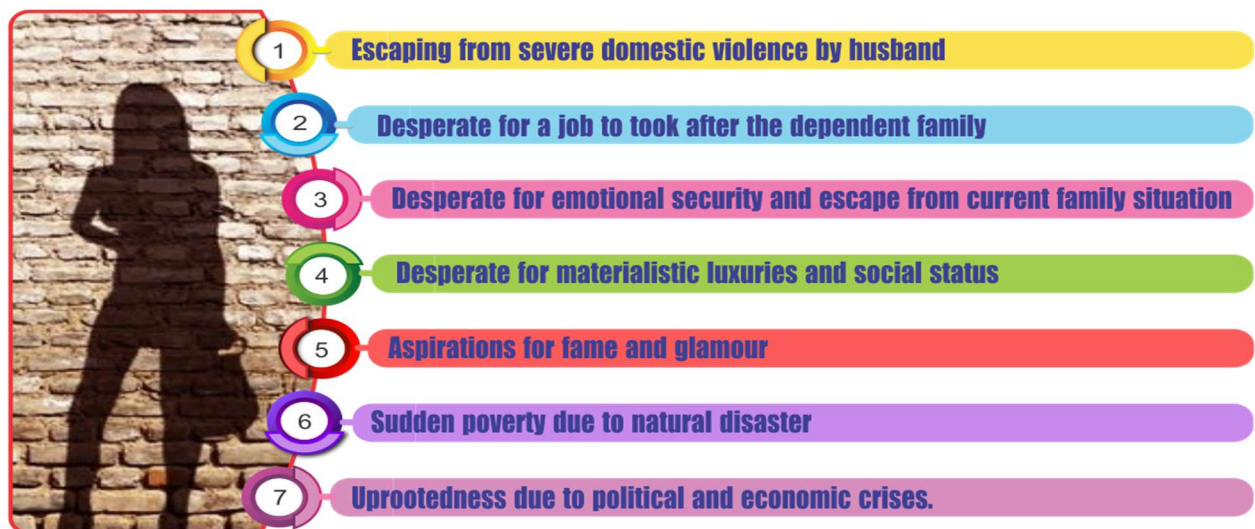 1 Escaping from severe domestic violence by husband
2 Desperate for a job to took after the dependent family
3 Desperate for emotional security and escape from current family situation
4 Desperate for materialistic luxuries and social status
5 Aspirations for fame and glamour
6 Sudden poverty due to natural disaster
7 Uprootedness due to political and economic crises.